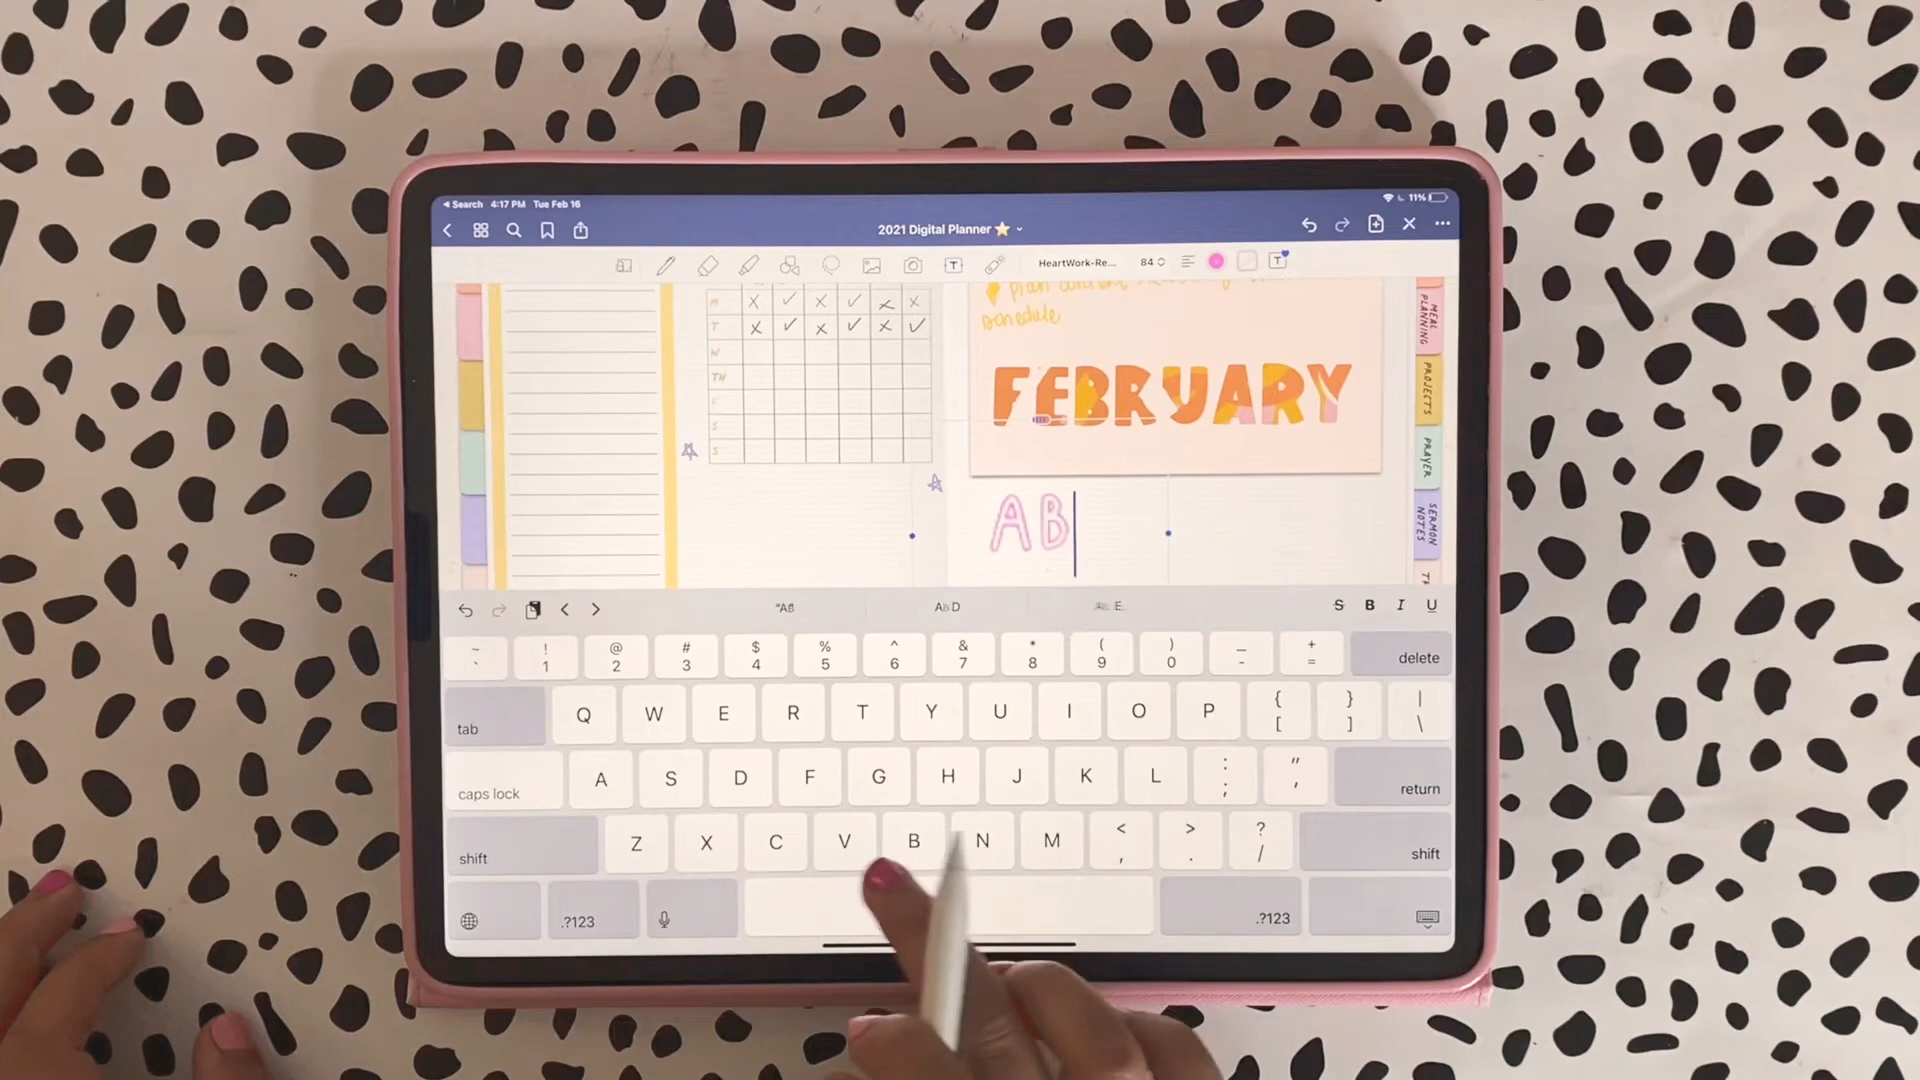 Search 4:17 PM Tue Feb 16
11%
2021 Digital Planner
HeartWork-Re... 84
T
M
T
W
TH
F
S
S
plan
schedule
FEBRUARY
AB
MEAL PLANNING
PROJECTS
PRAYER
SERMON NOTES
"AB
S B I U
~ ! @ # $ % ^ & * ( ) _ +
` 1 2 3 4 5 6 7 8 9 0 - = delete
tab Q W E R T Y U I O P { [ } ] | \
caps lock A S D F G H J K L : ; " ' return
shift Z X C V B N M < , > . ? / shift
.?123 .?123